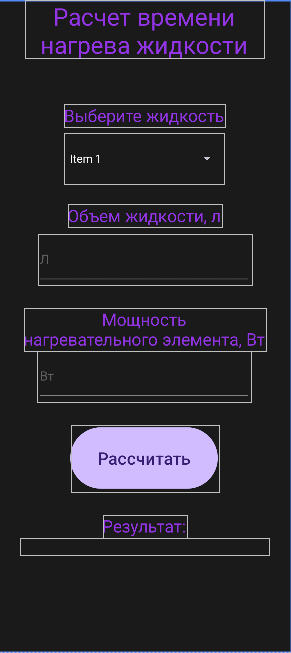 Расчет времени
нагрева жидкости
Выберите жидкость
Item 1
Объем жидкости, л
Л
Мощность
нагревательного элемента, Вт
Вт
Рассчитать
Результат: